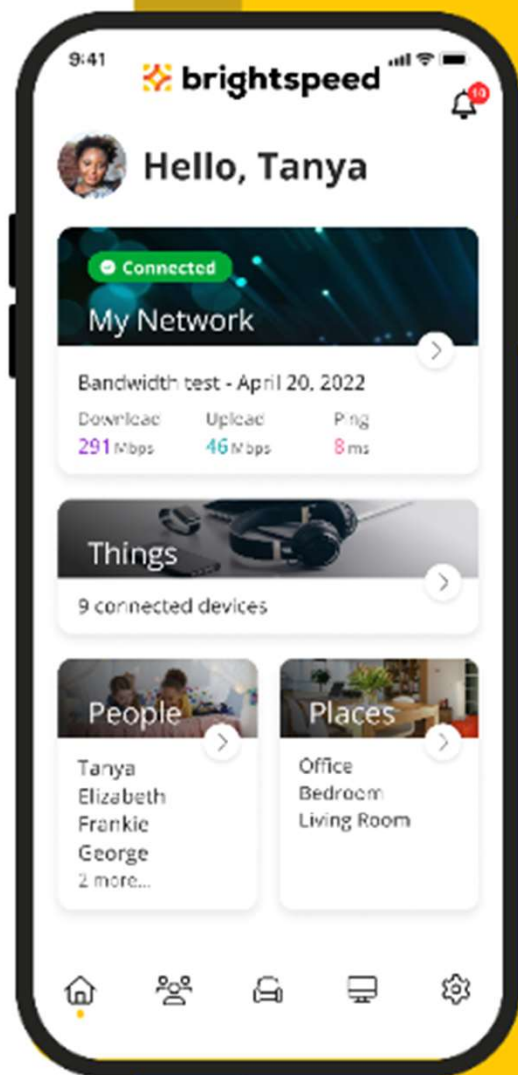 9:41
brightspeed
10
Hello, Tanya
Connected
My Network
Bandwidth test - April 20, 2022
Download Upload Ping
291 Mbps 46 Mbps 8 ms
Things
9 connected devices
People
Tanya
Elizabeth
Frankie
George
2 more...
Places
Office
Bedroom
Living Room